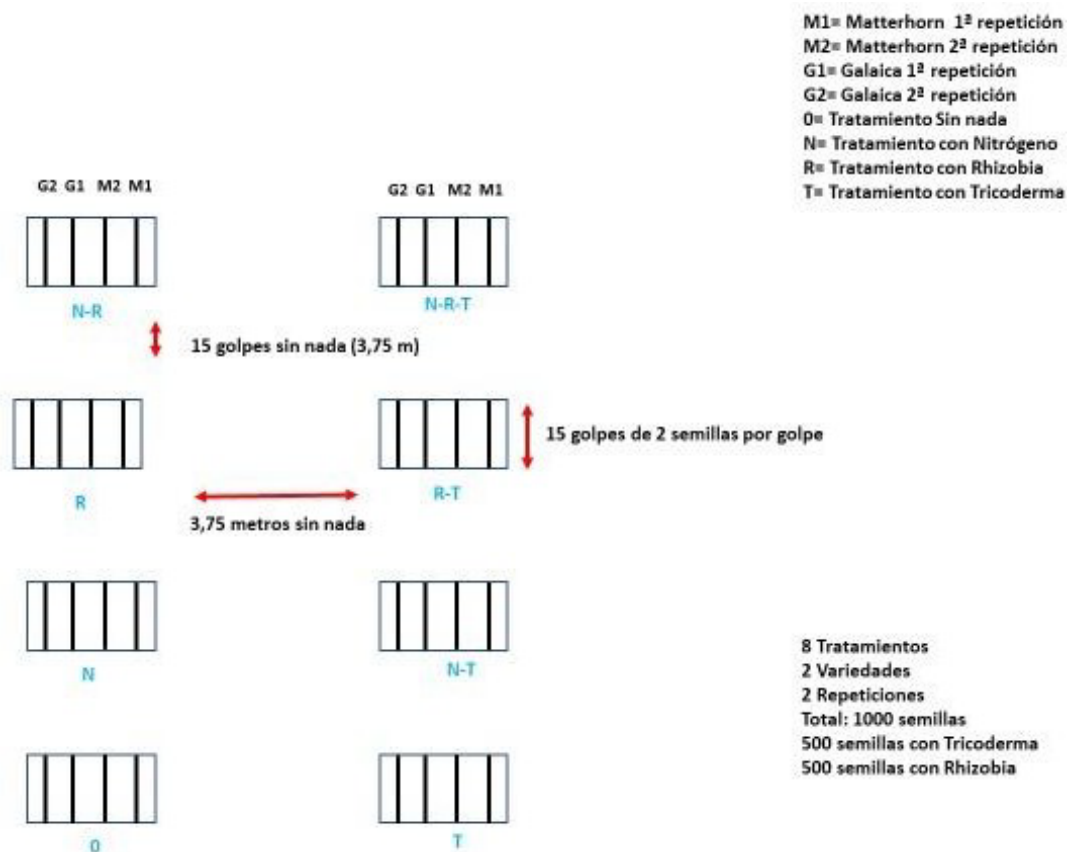 M1= Matterhorn 1ª repetición
M2= Matterhorn 2ª repetición
G1= Galaica 1ª repetición
G2= Galaica 2ª repetición
0= Tratamiento Sin nada
N= Tratamiento con Nitrógeno
R= Tratamiento con Rhizobia
T= Tratamiento con Tricoderma
G2 G1 M2 M1
G2 G1 M2 M1
N-R
N-R-T
15 golpes sin nada (3,75 m)
15 golpes de 2 semillas por golpe
R
R-T
3,75 metros sin nada
N
N-T
8 Tratamientos
2 Variedades
2 Repeticiones
Total: 1000 semillas
500 semillas con Tricoderma
500 semillas con Rhizobia
0
T